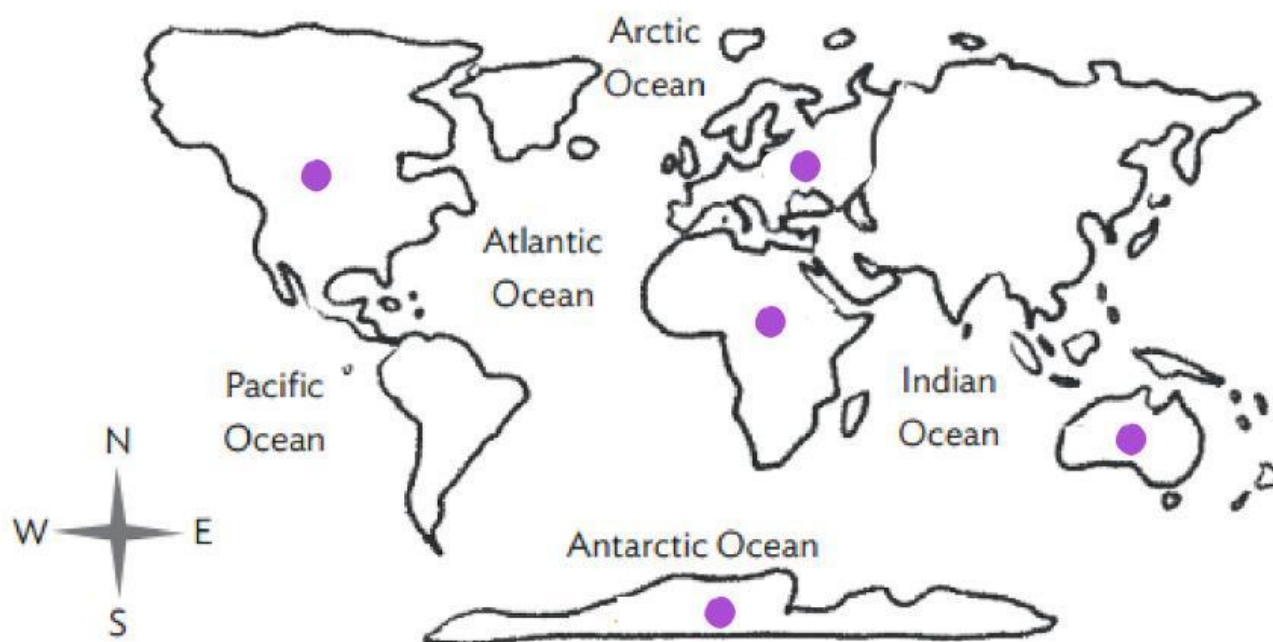 Arctic
Ocean
Atlantic
Ocean
Pacific
Ocean
Indian
Ocean
N
W
E
S
Antarctic Ocean